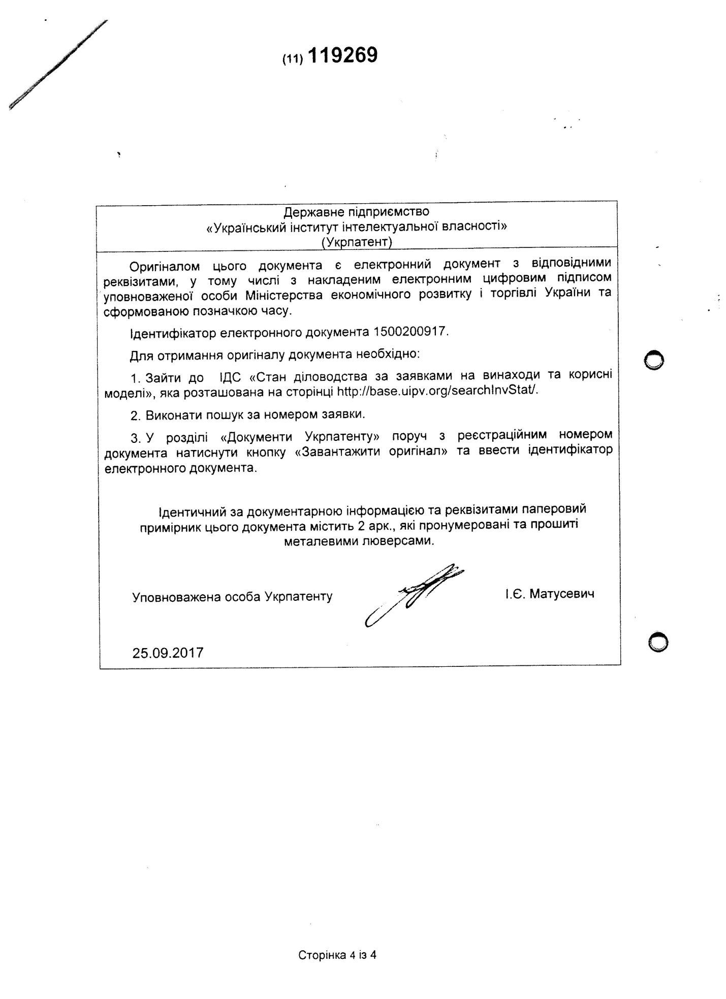 (11) 119269
Державне підприємство
«Український інститут інтелектуальної власності»
(Укрпатент)
Оригіналом цього документа є електронний документ з відповідними
реквізитами, у тому числі з накладеним електронним цифровим підписом
уповноваженої особи Міністерства економічного розвитку і торгівлі України та
сформованою позначкою часу.
Ідентифікатор електронного документа 1500200917.
Для отримання оригіналу документа необхідно:
1. Зайти до ІДС «Стан діловодства за заявками на винаходи та корисні
моделі», яка розташована на сторінці http://base.uipv.org/searchInvStat/.
2. Виконати пошук за номером заявки.
3. У розділі «Документи Укрпатенту» поруч з реєстраційним номером
документа натиснути кнопку «Завантажити оригінал» та ввести ідентифікатор
електронного документа.
Ідентичний за документарною інформацією та реквізитами паперовий
примірник цього документа містить 2 арк., які пронумеровані та прошиті
металевими люверсами.
Уповноважена особа Укрпатенту І.Є. Матусевич
25.09.2017
Сторінка 4 із 4